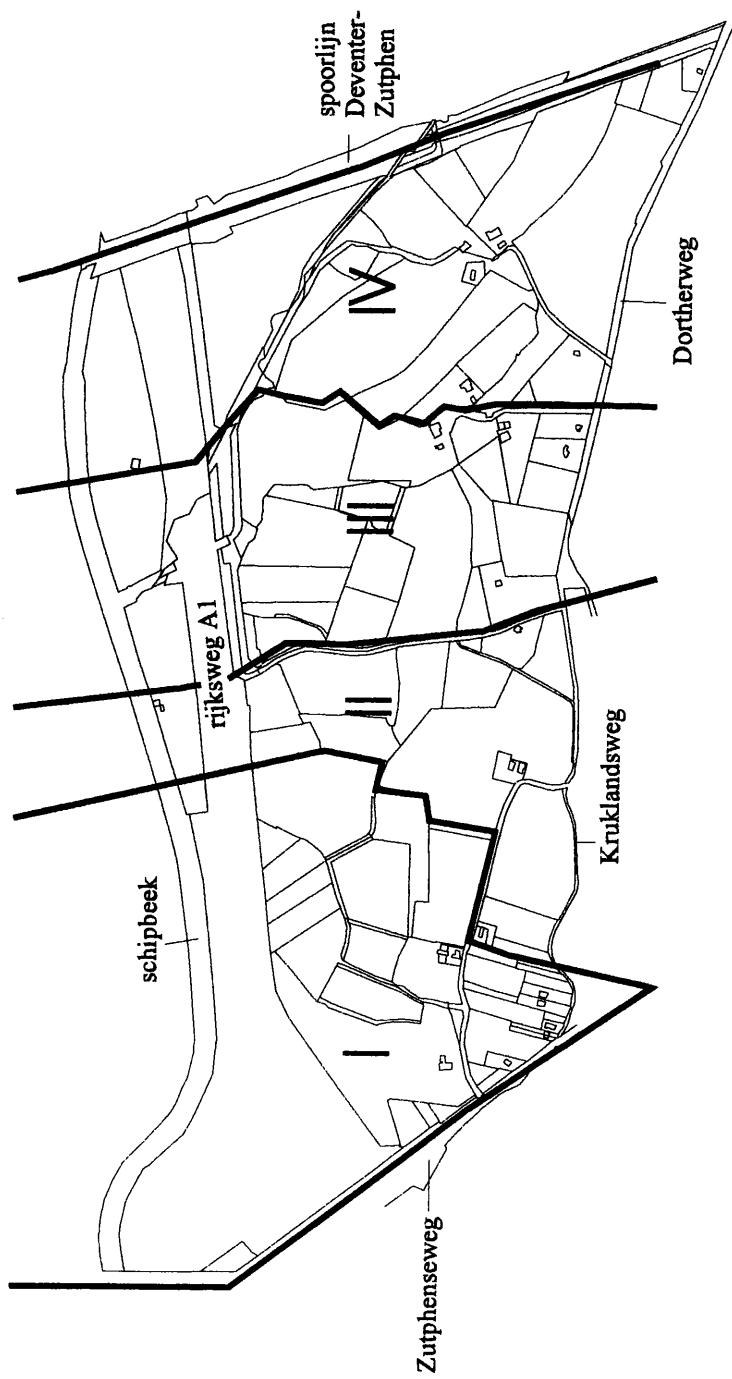 spoorlijn
Deventer-
Zutphen
schipbeek
rijksweg A1
I
II
III
IV
Zutphenseweg
Kruklandsweg
Dortherweg